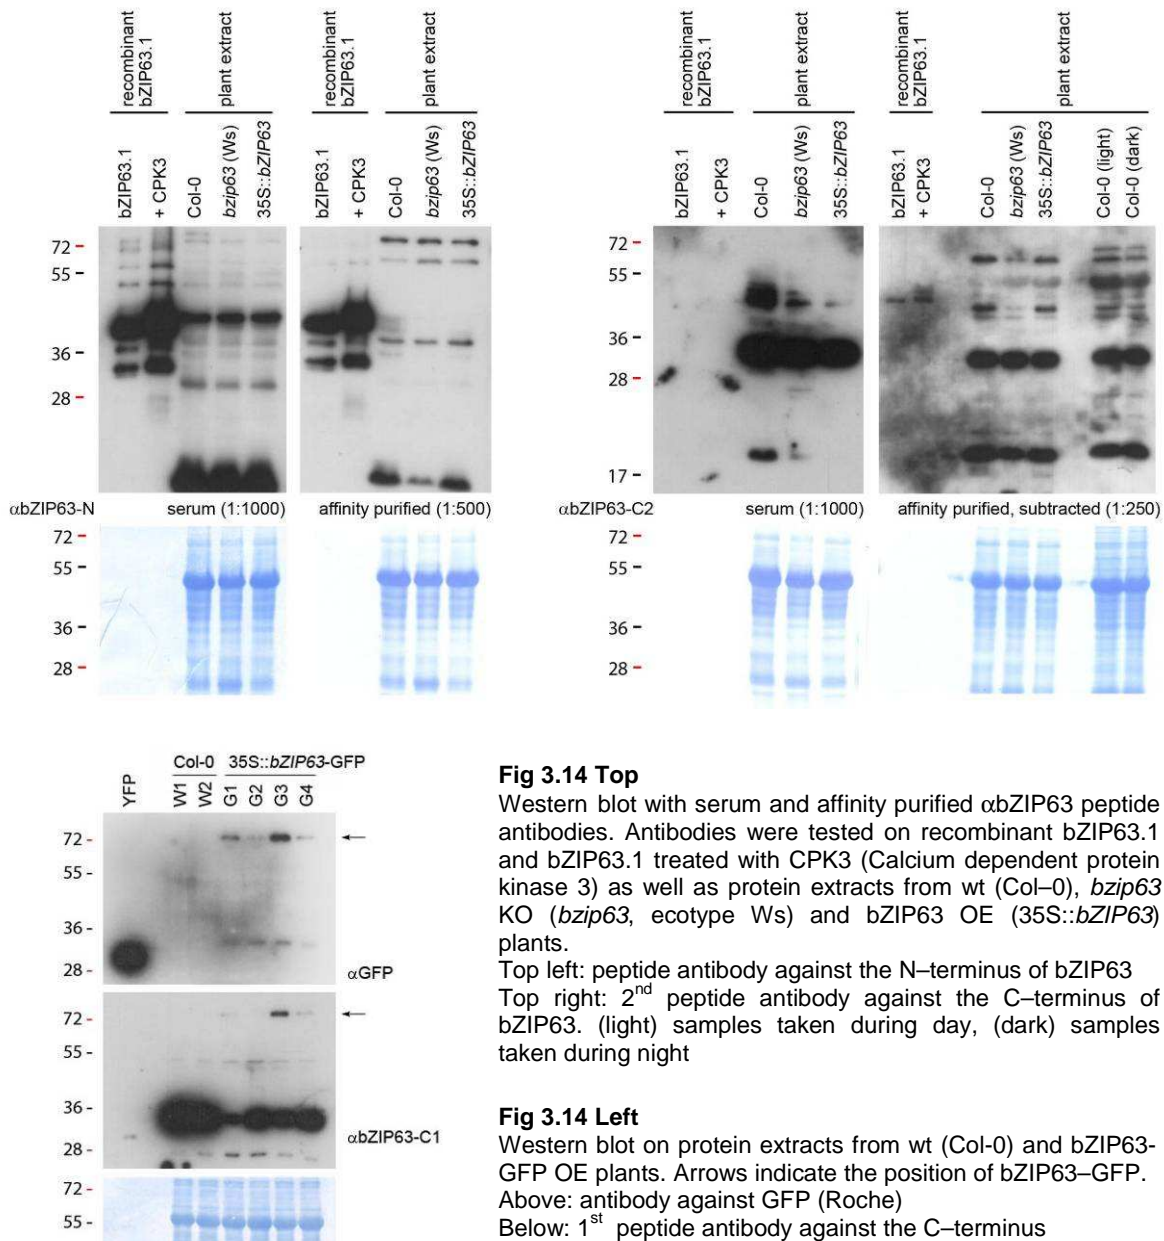 recombinant bZIP63.1
plant extract
recombinant bZIP63.1
plant extract
bZIP63.1
+ CPK3
Col-0
bzip63 (Ws)
35S::bZIP63
bZIP63.1
+ CPK3
Col-0
bzip63 (Ws)
35S::bZIP63
72
55
36
28
αbZIP63-N
serum (1:1000)
affinity purified (1:500)
72
55
36
28
recombinant bZIP63.1
plant extract
recombinant bZIP63.1
plant extract
bZIP63.1
+ CPK3
Col-0
bzip63 (Ws)
35S::bZIP63
bZIP63.1
+ CPK3
Col-0
bzip63 (Ws)
35S::bZIP63
Col-0 (light)
Col-0 (dark)
72
55
36
28
17
αbZIP63-C2
serum (1:1000)
affinity purified, subtracted (1:250)
72
55
36
28
Col-0
35S::bZIP63-GFP
YFP
W1
W2
G1
G2
G3
G4
72
55
36
28
αGFP
72
55
36
28
αbZIP63-C1
72
55
Fig 3.14 Top
Western blot with serum and affinity purified αbZIP63 peptide
antibodies. Antibodies were tested on recombinant bZIP63.1
and bZIP63.1 treated with CPK3 (Calcium dependent protein
kinase 3) as well as protein extracts from wt (Col–0), bzip63
KO (bzip63, ecotype Ws) and bZIP63 OE (35S::bZIP63)
plants.
Top left: peptide antibody against the N–terminus of bZIP63
Top right: 2nd peptide antibody against the C–terminus of
bZIP63. (light) samples taken during day, (dark) samples
taken during night
Fig 3.14 Left
Western blot on protein extracts from wt (Col-0) and bZIP63-
GFP OE plants. Arrows indicate the position of bZIP63–GFP.
Above: antibody against GFP (Roche)
Below: 1st peptide antibody against the C–terminus